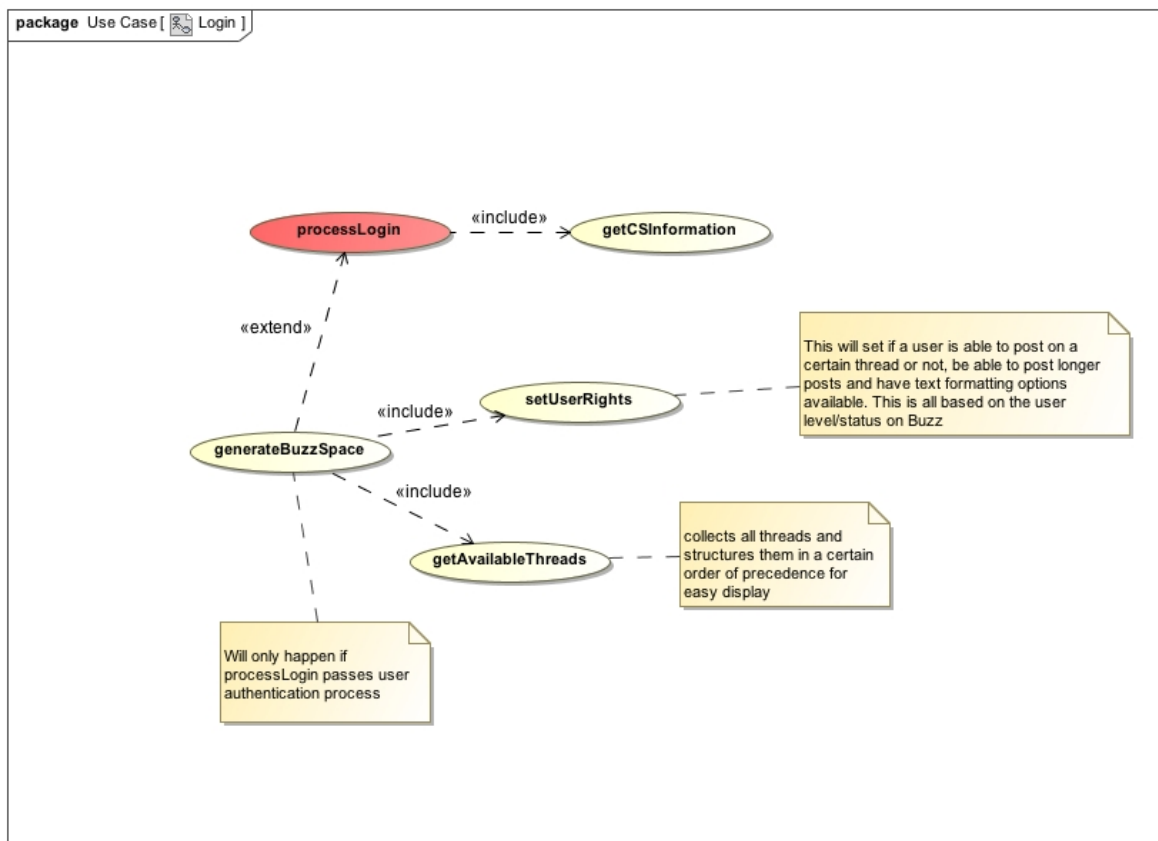 package Use Case [ Login ]
«include»
processLogin
getCSInformation
«extend»
This will set if a user is able to post on a
certain thread or not, be able to post longer
posts and have text formatting options
available. This is all based on the user
level/status on Buzz
setUserRights
«include»
generateBuzzSpace
«include»
getAvailableThreads
collects all threads and
structures them in a certain
order of precedence for
easy display
Will only happen if
processLogin passes user
authentication process